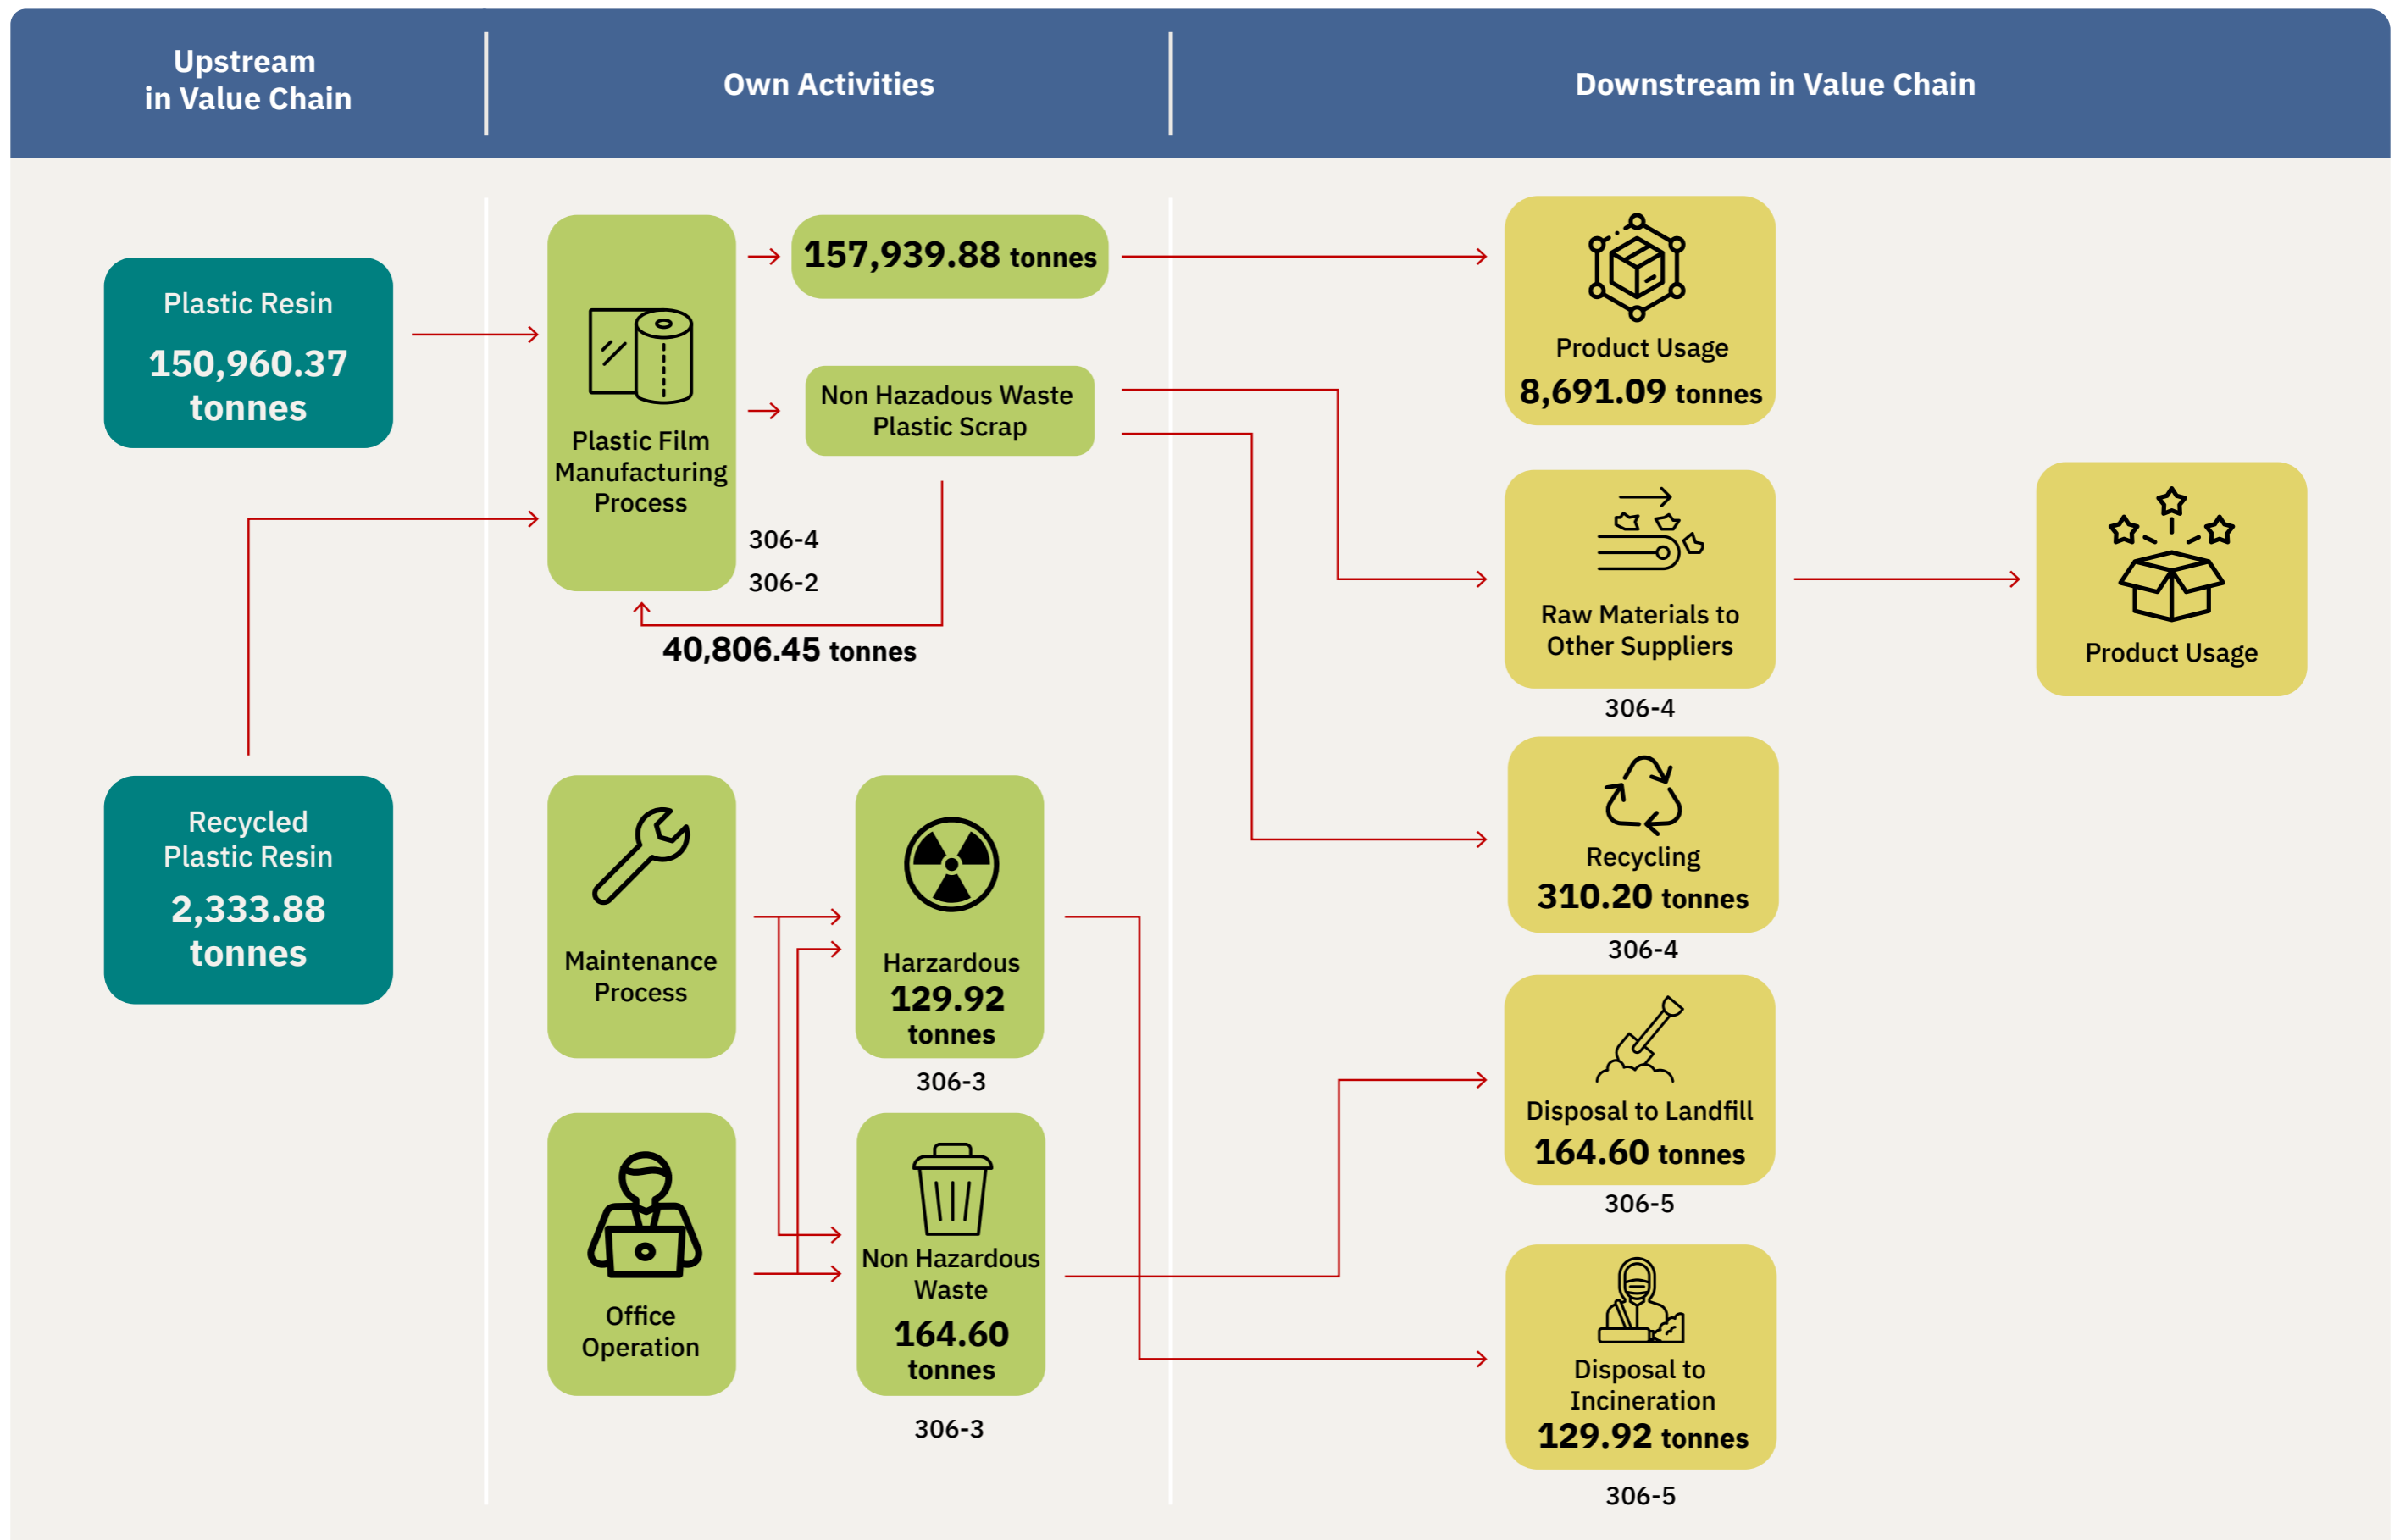 Upstream
in Value Chain
Own Activities
Downstream in Value Chain
Plastic Resin
150,960.37
tonnes
Recycled
Plastic Resin
2,333.88
tonnes
Plastic Film
Manufacturing
Process
157,939.88 tonnes
Non Hazadous Waste
Plastic Scrap
306-4
306-2
40,806.45 tonnes
Maintenance
Process
Harzardous
129.92
tonnes
306-3
Office
Operation
Non Hazardous
Waste
164.60
tonnes
306-3
Product Usage
8,691.09 tonnes
Raw Materials to
Other Suppliers
306-4
Product Usage
Recycling
310.20 tonnes
306-4
Disposal to Landfill
164.60 tonnes
306-5
Disposal to
Incineration
129.92 tonnes
306-5